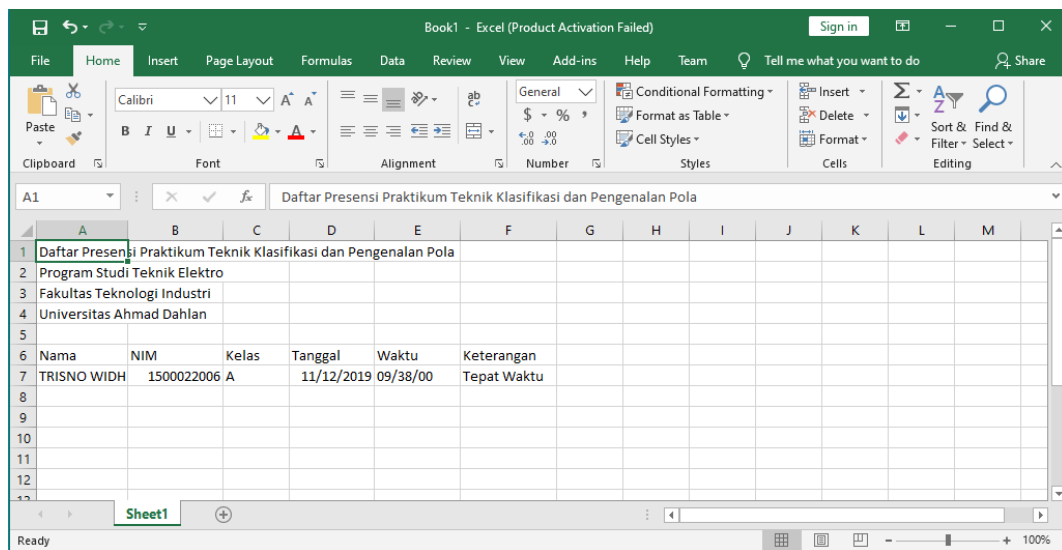 Book1 - Excel (Product Activation Failed) Sign in
File Home Insert Page Layout Formulas Data Review View Add-ins Help Team Tell me what you want to do Share
Paste Calibri 11 A A ab General Conditional Formatting Insert Σ
B I U A $ % , Format as Table Delete Sort & Find &
.00 .0 .00 Cell Styles Format Filter Select
Clipboard Font Alignment Number Styles Cells Editing
A1 fx Daftar Presensi Praktikum Teknik Klasifikasi dan Pengenalan Pola
A B C D E F G H I J K L M
1 Daftar Presensi Praktikum Teknik Klasifikasi dan Pengenalan Pola
2 Program Studi Teknik Elektro
3 Fakultas Teknologi Industri
4 Universitas Ahmad Dahlan
5
6 Nama NIM Kelas Tanggal Waktu Keterangan
7 TRISNO WIDH 1500022006 A 11/12/2019 09/38/00 Tepat Waktu
8
9
10
11
12
Sheet1
Ready 100%